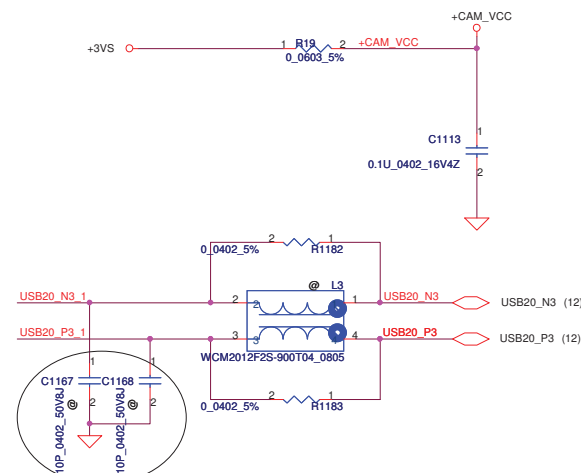 +CAM_VCC
R19
+3VS
1
2
+CAM_VCC
0_0603_5%
1
C1113
0.1U_0402_16V4Z
2
2
1
0_0402_5%
R1182
@
L3
USB20_N3_1
2
2
1
USB20_N3
USB20_N3 (12)
USB20_P3_1
3
3
4
USB20_P3
USB20_P3 (12)
WCM2012F2S-900T04_0805
1
1
C1167
C1168
2
1
@
2
@
2
0_0402_5%
R1183
10P_0402_50V8J
10P_0402_50V8J